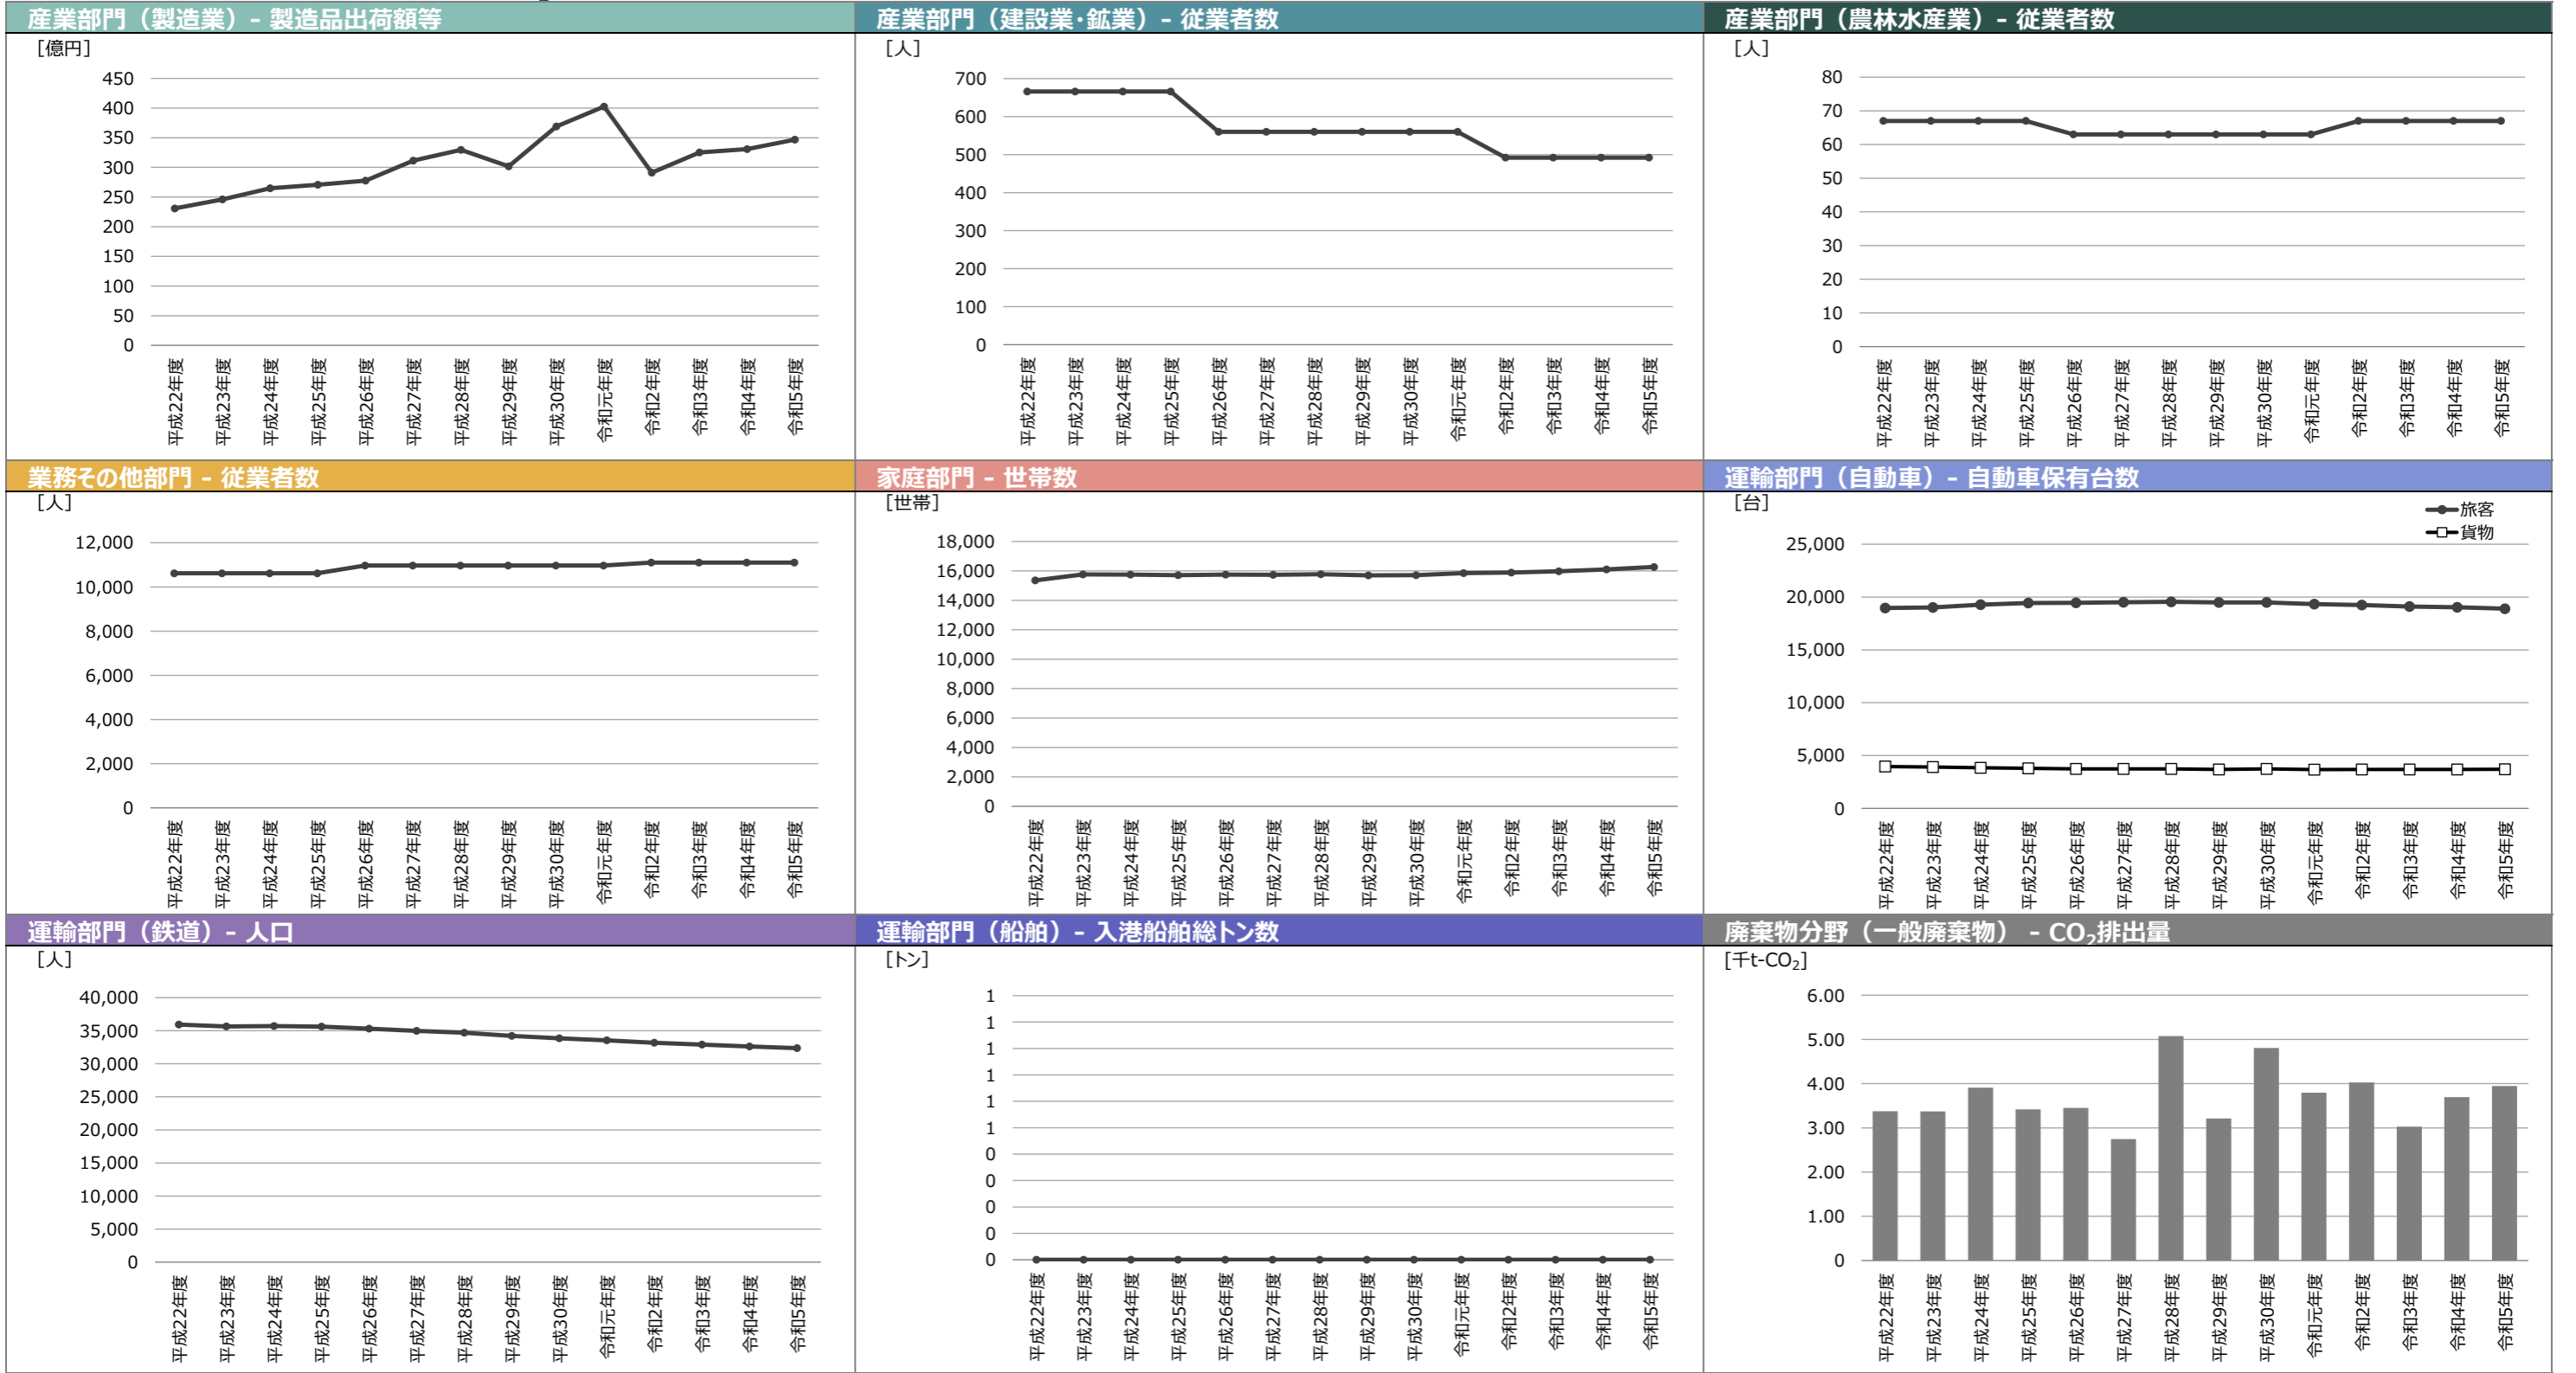 産業部門（製造業）- 製造品出荷額等
[億円]
450
400
350
300
250
200
150
100
50
0
平成22年度
平成23年度
平成24年度
平成25年度
平成26年度
平成27年度
平成28年度
平成29年度
平成30年度
令和元年度
令和2年度
令和3年度
令和4年度
令和5年度
産業部門（建設業・鉱業）- 従業者数
[人]
700
600
500
400
300
200
100
0
平成22年度
平成23年度
平成24年度
平成25年度
平成26年度
平成27年度
平成28年度
平成29年度
平成30年度
令和元年度
令和2年度
令和3年度
令和4年度
令和5年度
産業部門（農林水産業）- 従業者数
[人]
80
70
60
50
40
30
20
10
0
平成22年度
平成23年度
平成24年度
平成25年度
平成26年度
平成27年度
平成28年度
平成29年度
平成30年度
令和元年度
令和2年度
令和3年度
令和4年度
令和5年度
業務その他部門 - 従業者数
[人]
12,000
10,000
8,000
6,000
4,000
2,000
0
平成22年度
平成23年度
平成24年度
平成25年度
平成26年度
平成27年度
平成28年度
平成29年度
平成30年度
令和元年度
令和2年度
令和3年度
令和4年度
令和5年度
家庭部門 - 世帯数
[世帯]
18,000
16,000
14,000
12,000
10,000
8,000
6,000
4,000
2,000
0
平成22年度
平成23年度
平成24年度
平成25年度
平成26年度
平成27年度
平成28年度
平成29年度
平成30年度
令和元年度
令和2年度
令和3年度
令和4年度
令和5年度
運輸部門（自動車）- 自動車保有台数
[台]
旅客
貨物
25,000
20,000
15,000
10,000
5,000
0
平成22年度
平成23年度
平成24年度
平成25年度
平成26年度
平成27年度
平成28年度
平成29年度
平成30年度
令和元年度
令和2年度
令和3年度
令和4年度
令和5年度
運輸部門（鉄道）- 人口
[人]
40,000
35,000
30,000
25,000
20,000
15,000
10,000
5,000
0
平成22年度
平成23年度
平成24年度
平成25年度
平成26年度
平成27年度
平成28年度
平成29年度
平成30年度
令和元年度
令和2年度
令和3年度
令和4年度
令和5年度
運輸部門（船舶）- 入港船舶総トン数
[トン]
1
1
1
1
1
1
0
0
0
0
0
平成22年度
平成23年度
平成24年度
平成25年度
平成26年度
平成27年度
平成28年度
平成29年度
平成30年度
令和元年度
令和2年度
令和3年度
令和4年度
令和5年度
廃棄物分野（一般廃棄物） - CO₂排出量
[千t-CO₂]
6.00
5.00
4.00
3.00
2.00
1.00
0
平成22年度
平成23年度
平成24年度
平成25年度
平成26年度
平成27年度
平成28年度
平成29年度
平成30年度
令和元年度
令和2年度
令和3年度
令和4年度
令和5年度